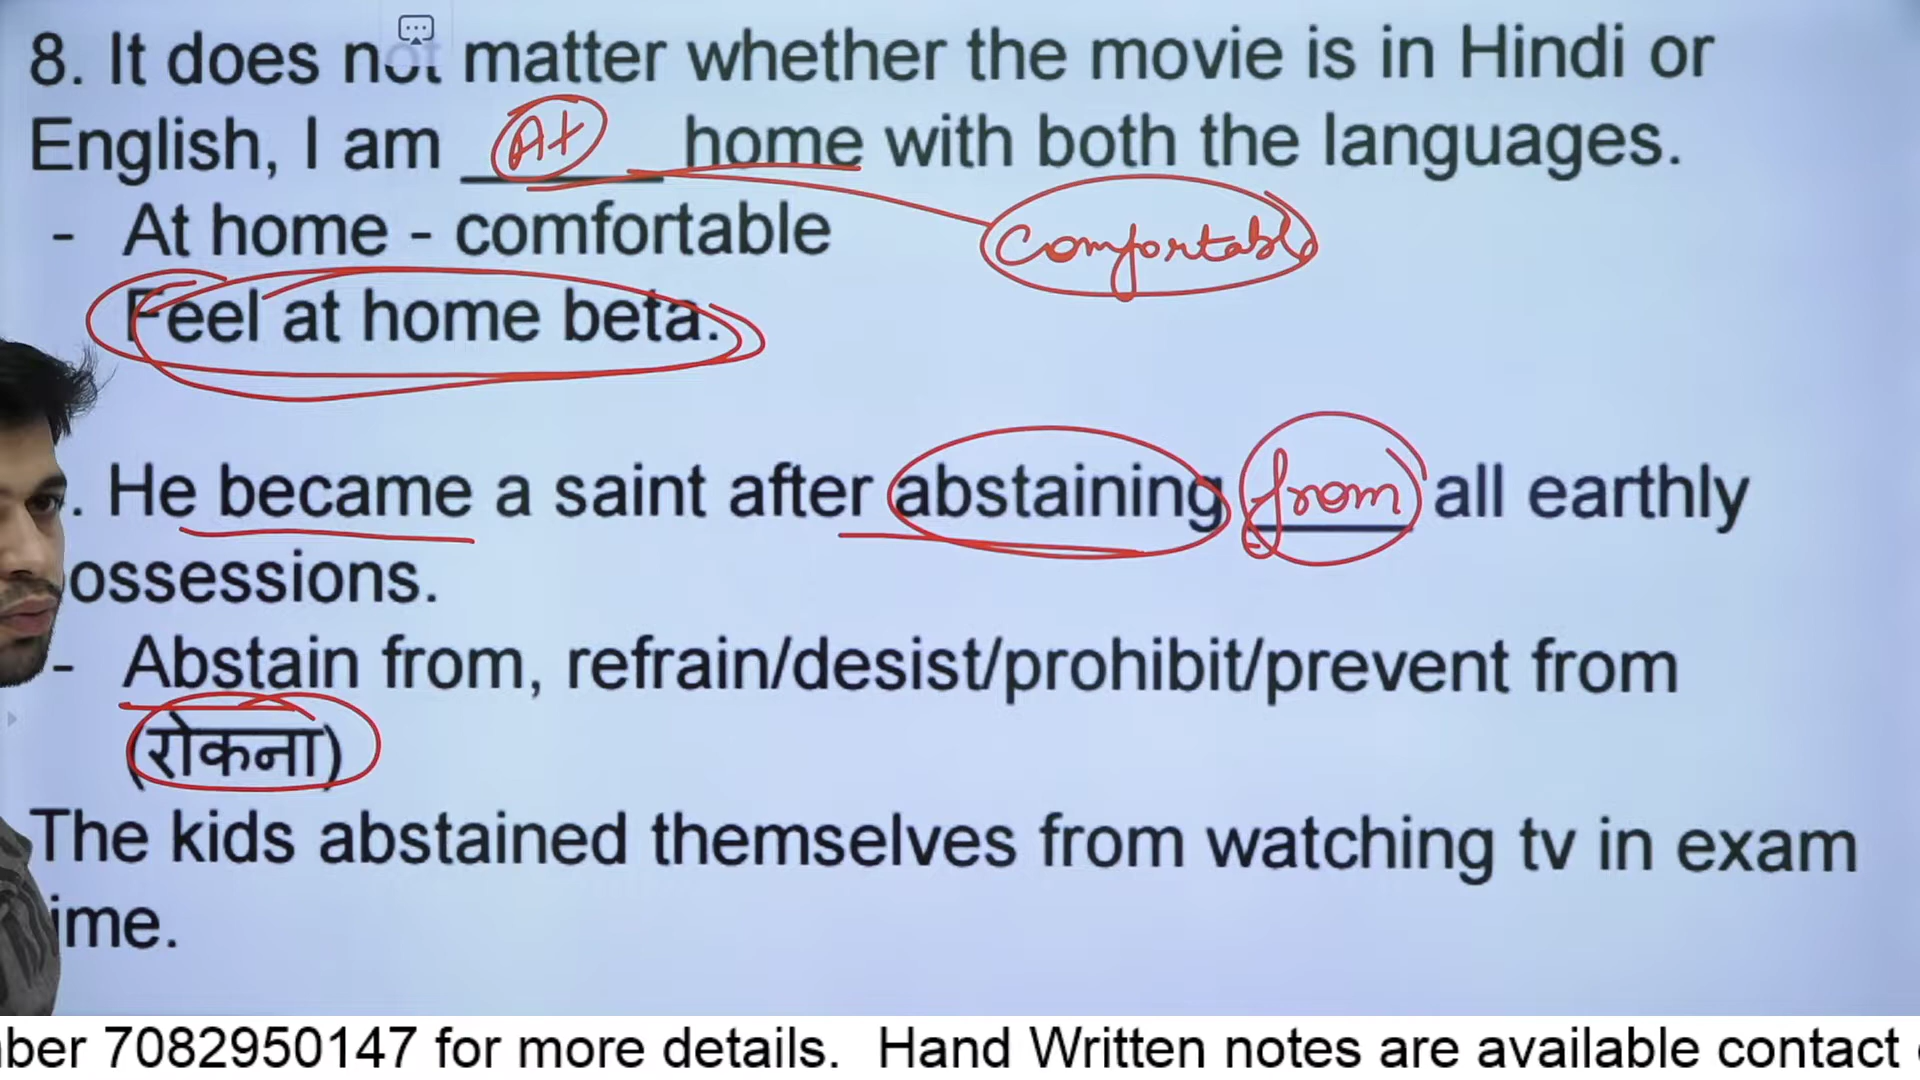 8. It does not matter whether the movie is in Hindi or
English, I am At home with both the languages.
- At home - comfortable
comfortable
Feel at home beta.
. He became a saint after abstaining from all earthly
ossessions.
- Abstain from, refrain/desist/prohibit/prevent from
(रोकना)
The kids abstained themselves from watching tv in exam
ime.
ber 7082950147 for more details. Hand Written notes are available contact